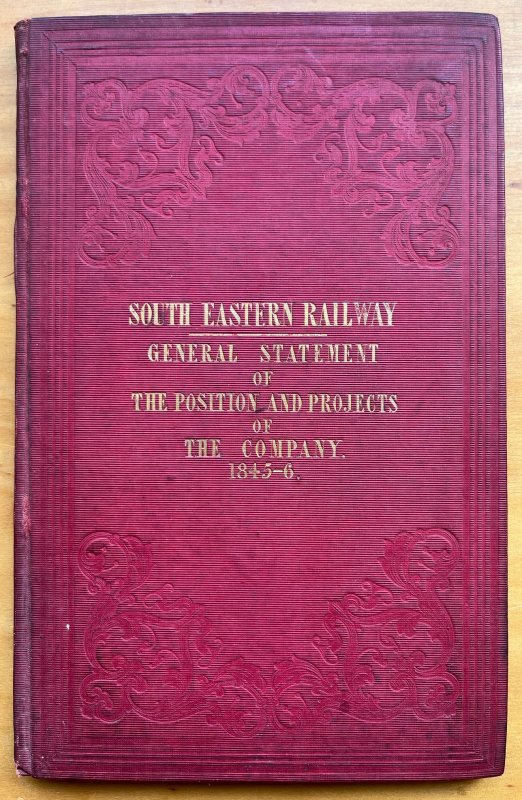 SOUTH EASTERN RAILWAY
GENERAL STATEMENT
OF
THE POSITION AND PROJECTS
OF
THE COMPANY.
1845-6.